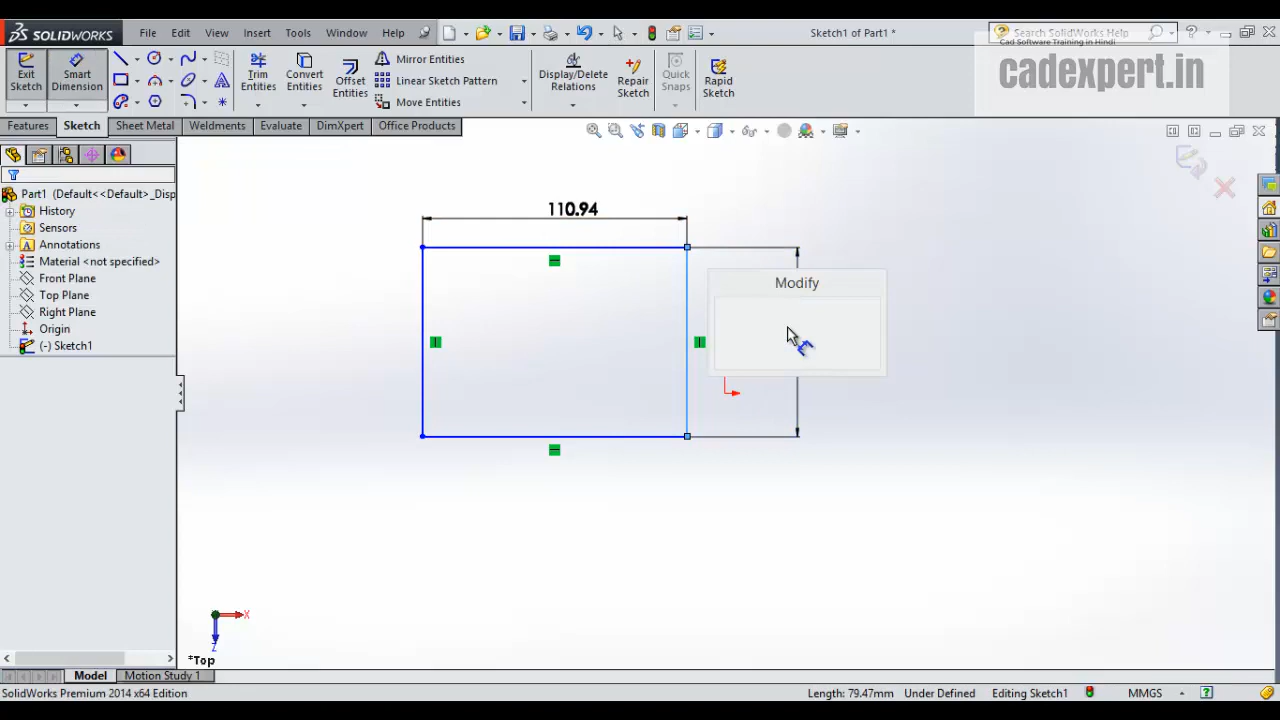 SOLIDWORKS File Edit View Insert Tools Window Help Sketch1 of Part1 * Search SolidWorks Help
Cad Software Training in Hindi
cadexpert.in
Exit Sketch
Smart Dimension
Trim Entities
Convert Entities
Offset Entities
Mirror Entities
Linear Sketch Pattern
Move Entities
Display/Delete Relations
Repair Sketch
Quick Snaps
Rapid Sketch
Features Sketch Sheet Metal Weldments Evaluate DimXpert Office Products
Part1 (Default<<Default>_Disp
History
Sensors
Annotations
Material <not specified>
Front Plane
Top Plane
Right Plane
Origin
(-) Sketch1
110.94
Modify
X
Z
*Top
Model Motion Study 1
SolidWorks Premium 2014 x64 Edition Length: 79.47mm Under Defined Editing Sketch1 MMGS